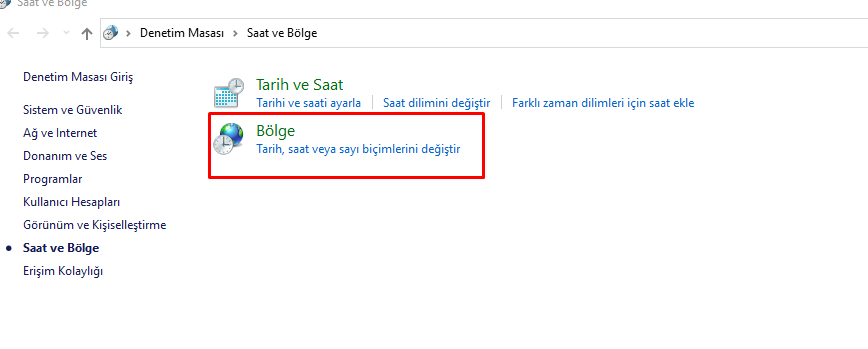 Saat ve Bölge
Denetim Masası > Saat ve Bölge
Denetim Masası Giriş
Sistem ve Güvenlik
Ağ ve Internet
Donanım ve Ses
Programlar
Kullanıcı Hesapları
Görünüm ve Kişiselleştirme
Saat ve Bölge
Erişim Kolaylığı
Tarih ve Saat
Tarihi ve saati ayarla | Saat dilimini değiştir | Farklı zaman dilimleri için saat ekle
Bölge
Tarih, saat veya sayı biçimlerini değiştir